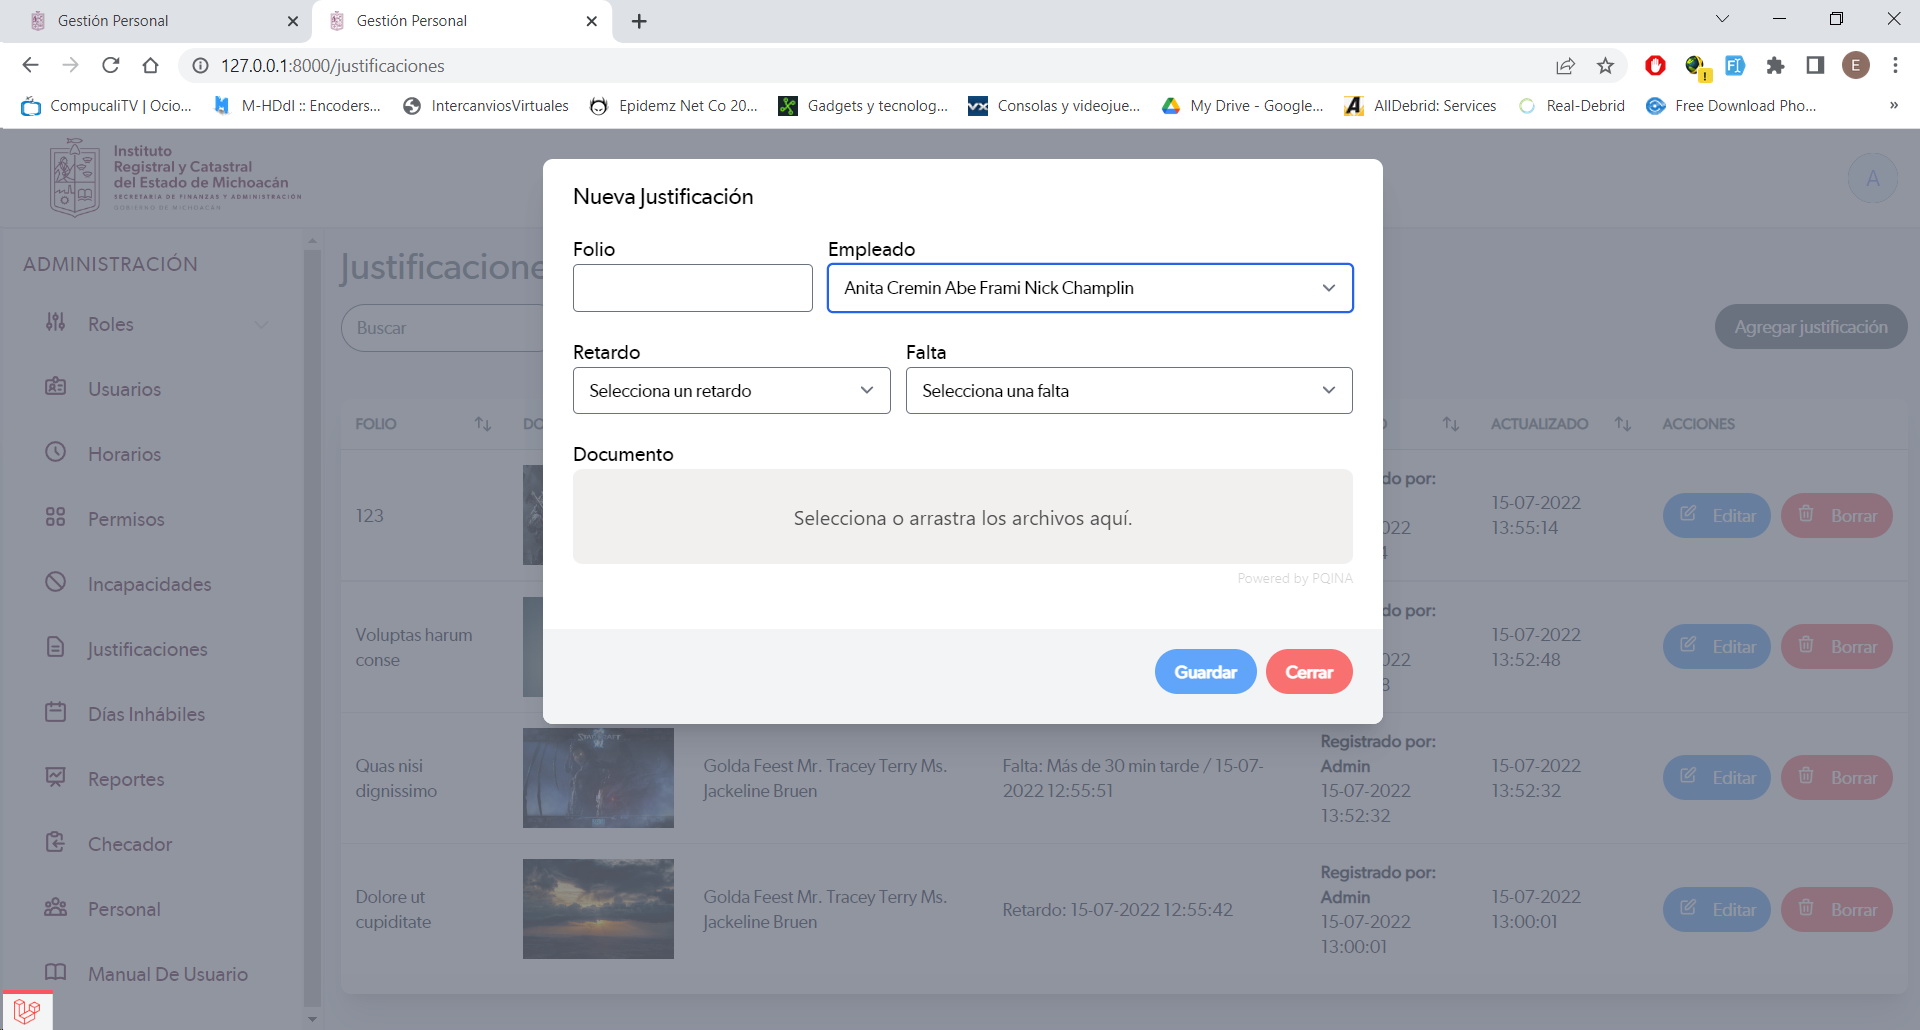 Gestión Personal
Gestión Personal
127.0.0.1:8000/justificaciones
E
CompucaliTV | Ocio...
M-HDdl :: Encoders...
IntercanviosVirtuales
Epidemz Net Co 20...
Gadgets y tecnolog...
Consolas y videojue...
My Drive - Google...
AllDebrid: Services
Real-Debrid
Free Download Pho...
»
Instituto
Registral y Catastral
del Estado de Michoacán
SECRETARÍA DE FINANZAS Y ADMINISTRACIÓN
GOBIERNO DE MICHOACÁN
A
ADMINISTRACIÓN
Roles
Usuarios
Horarios
Permisos
Incapacidades
Justificaciones
Días Inhábiles
Reportes
Checador
Personal
Manual De Usuario
Justificacione
Buscar
Agregar justificación
FOLIO
DO
O
ACTUALIZADO
ACCIONES
123
do por:
022
4
15-07-2022
13:55:14
Editar
Borrar
Voluptas harum
conse
do por:
022
8
15-07-2022
13:52:48
Editar
Borrar
Quas nisi
dignissimo
STARCRAFT
Golda Feest Mr. Tracey Terry Ms.
Jackeline Bruen
Falta: Más de 30 min tarde / 15-07-
2022 12:55:51
Registrado por:
Admin
15-07-2022
13:52:32
15-07-2022
13:52:32
Editar
Borrar
Dolore ut
cupiditate
Golda Feest Mr. Tracey Terry Ms.
Jackeline Bruen
Retardo: 15-07-2022 12:55:42
Registrado por:
Admin
15-07-2022
13:00:01
15-07-2022
13:00:01
Editar
Borrar
Nueva Justificación
Folio
Empleado
Anita Cremin Abe Frami Nick Champlin
Retardo
Falta
Selecciona un retardo
Selecciona una falta
Documento
Selecciona o arrastra los archivos aquí.
Powered by PQINA
Guardar
Cerrar